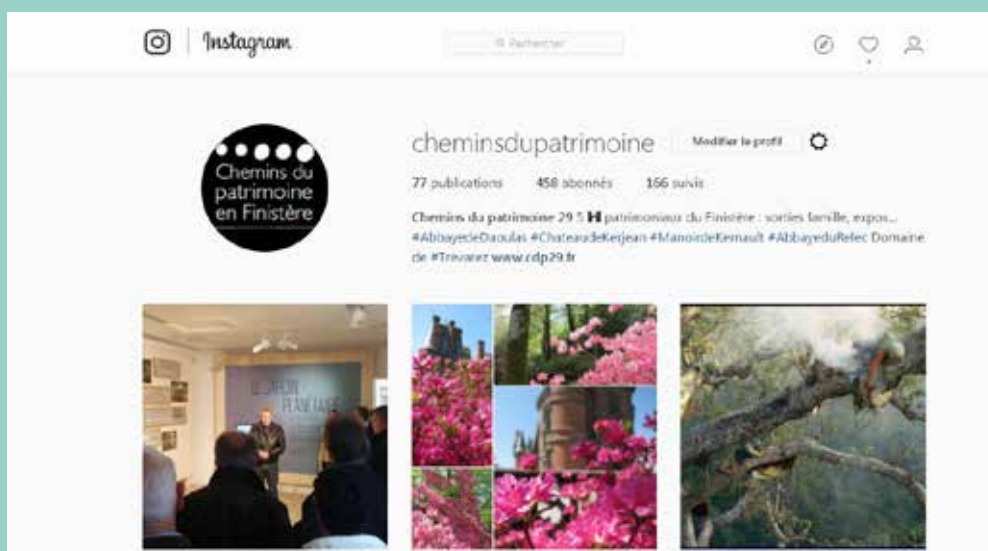 Instagram
Rechercher
Chemins du
patrimoine
en Finistère
cheminsdupatrimoine
Modifier le profil
77 publications 458 abonnés 166 suivis
Chemins du patrimoine 29 5 patrimoniaux du Finistère : sorties famille, expos...
#AbbayedeDaoulas #ChateaudeKerjean #ManoirdeKernault #AbbayeduRelec Domaine
de #Trevarez www.cdp29.fr
JARDIN
PLANÉTAIRE